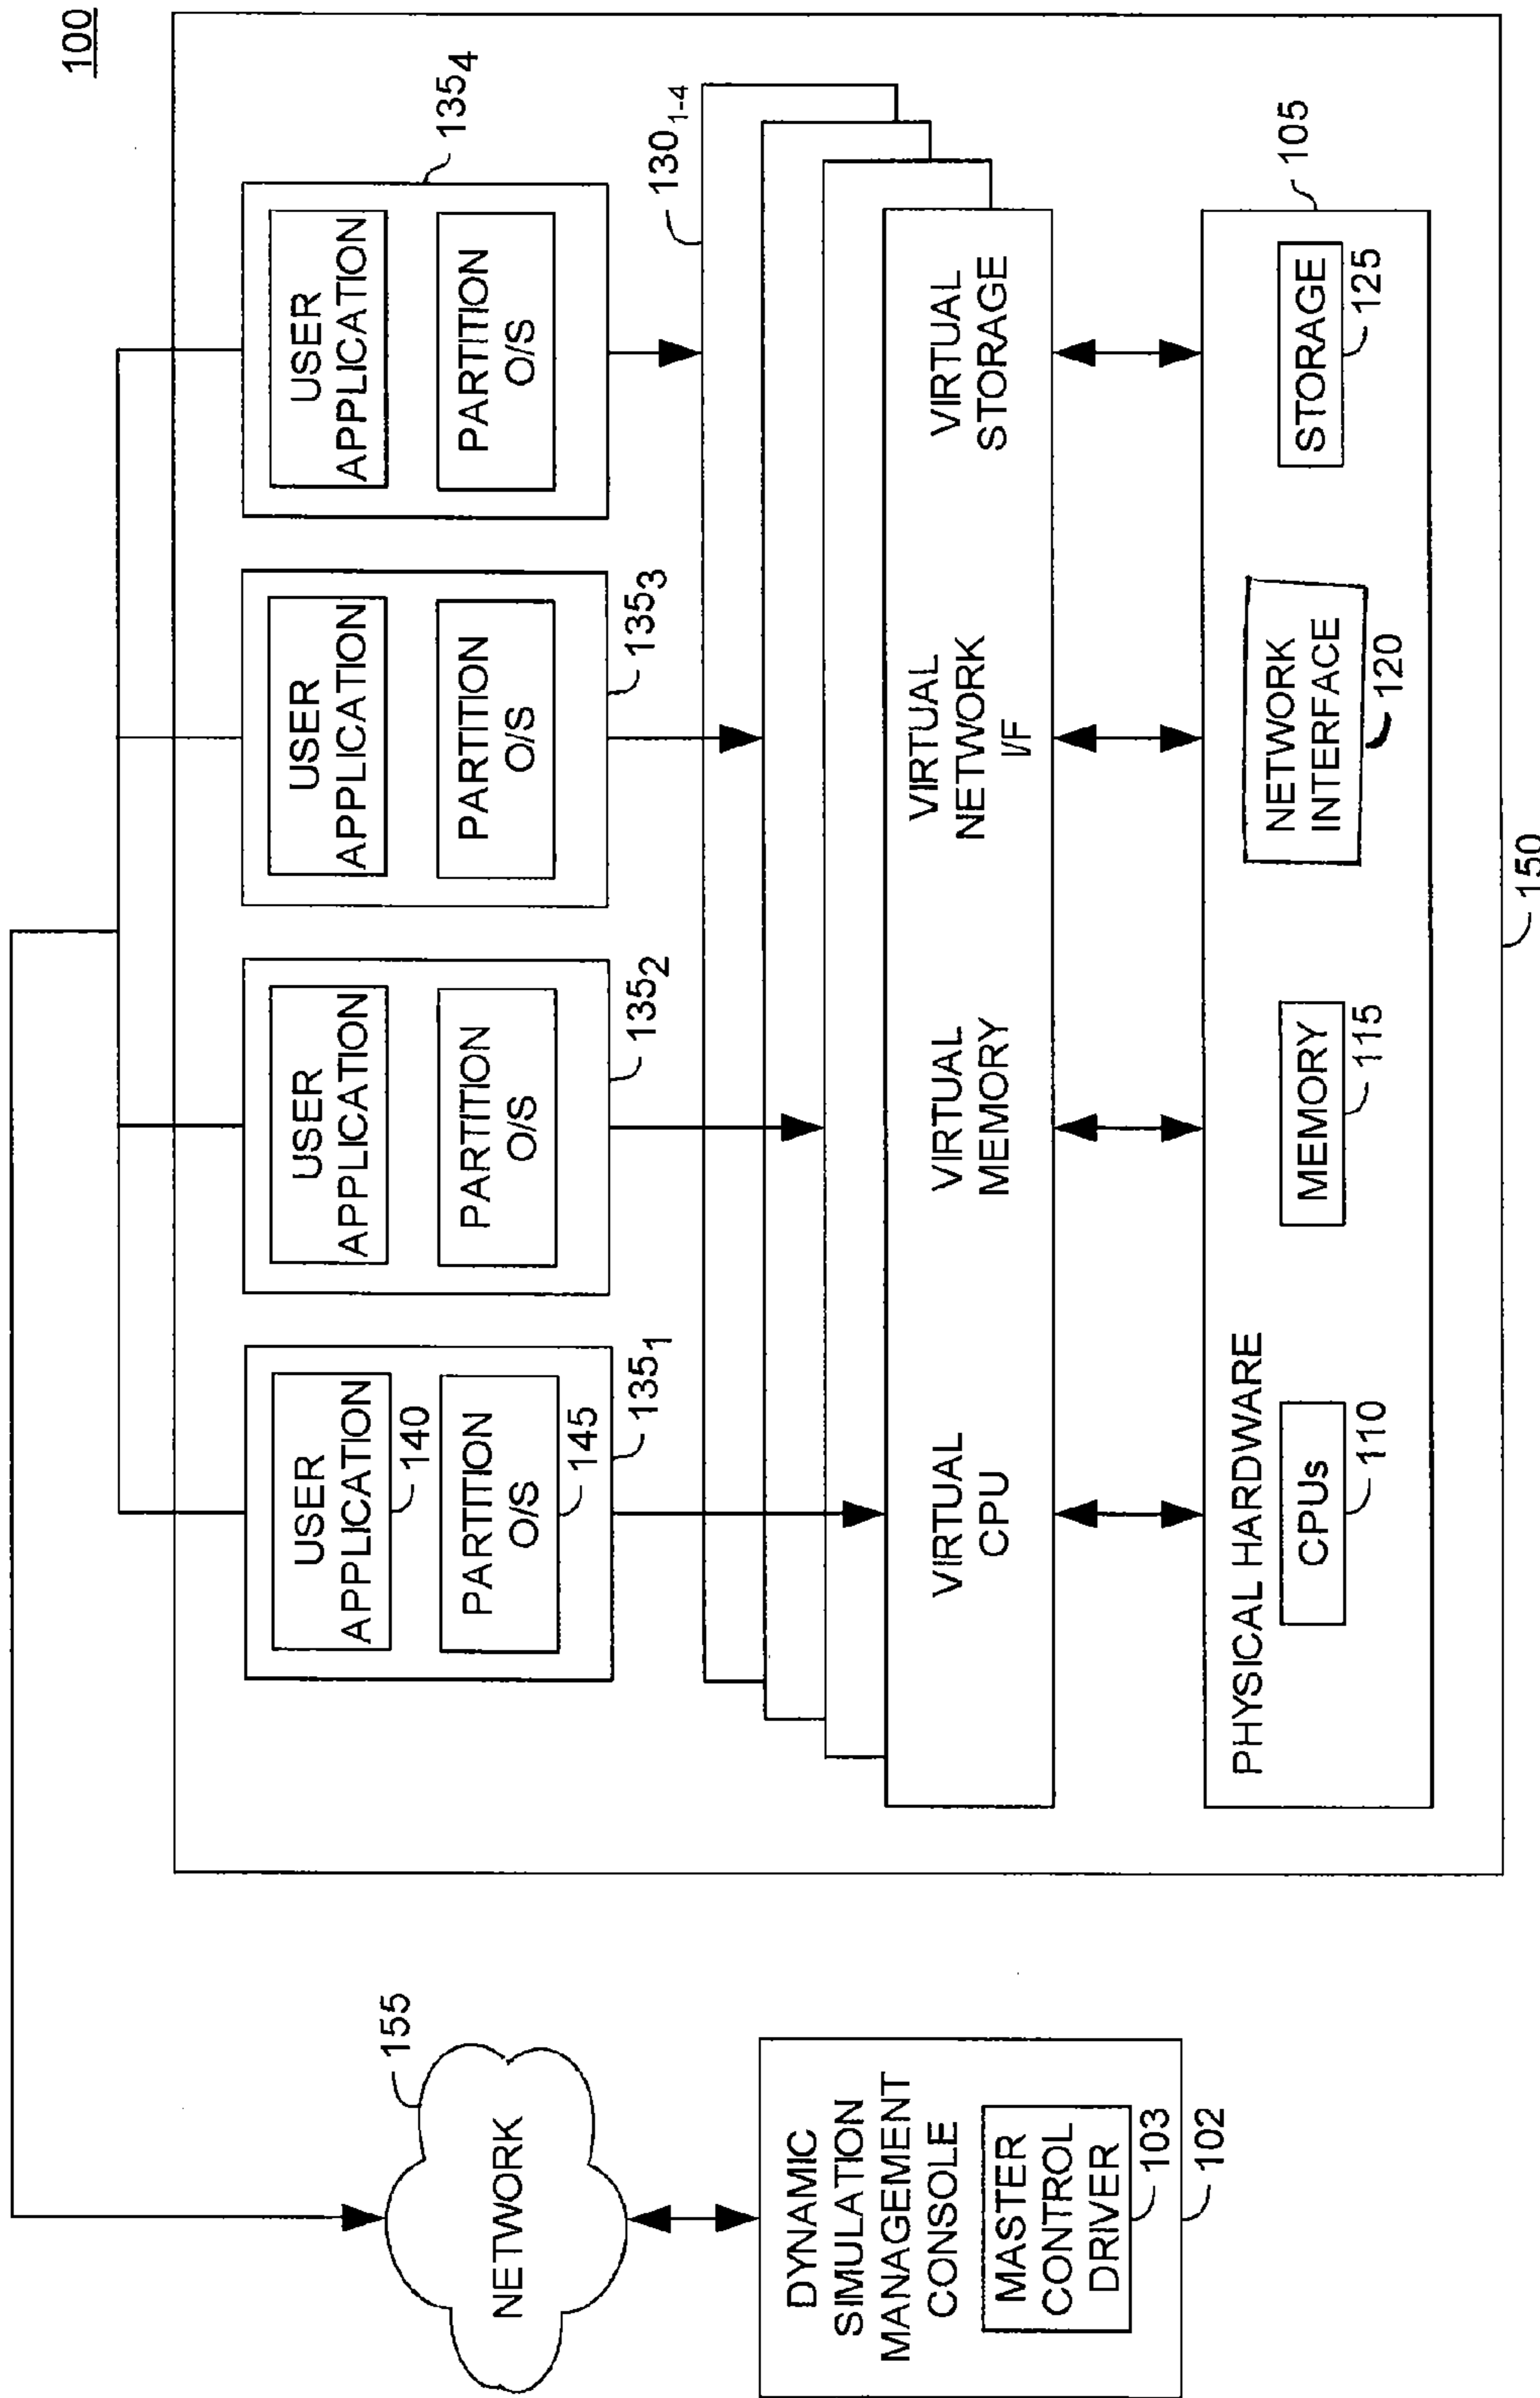 100
USER
APPLICATION
140
PARTITION
O/S
145
135₁
USER
APPLICATION
PARTITION
O/S
135₂
USER
APPLICATION
PARTITION
O/S
135₃
USER
APPLICATION
PARTITION
O/S
135₄
130₁₋₄
VIRTUAL
CPU
VIRTUAL
MEMORY
VIRTUAL
NETWORK
I/F
VIRTUAL
STORAGE
105
PHYSICAL HARDWARE
CPUs
110
MEMORY
115
NETWORK
INTERFACE
120
STORAGE
125
150
155
NETWORK
DYNAMIC
SIMULATION
MANAGEMENT
CONSOLE
MASTER
CONTROL
DRIVER
103
102